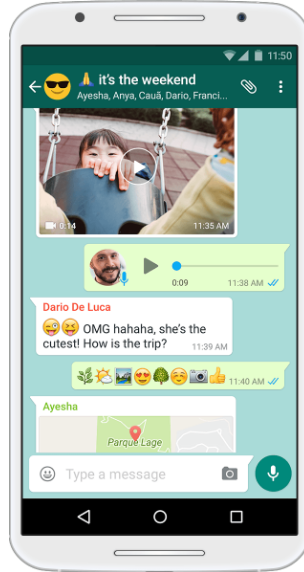 11:50
🙏 it's the weekend
Ayesha, Anya, Cauã, Dario, Franci...
0:14 11:35 AM
0:09 11:38 AM
Dario De Luca
😜😝 OMG hahaha, she's the
cutest! How is the trip? 11:39 AM
🌿🌤🏞😍🌳☺️📷👍 11:40 AM
Ayesha
Parque Lage
Type a message